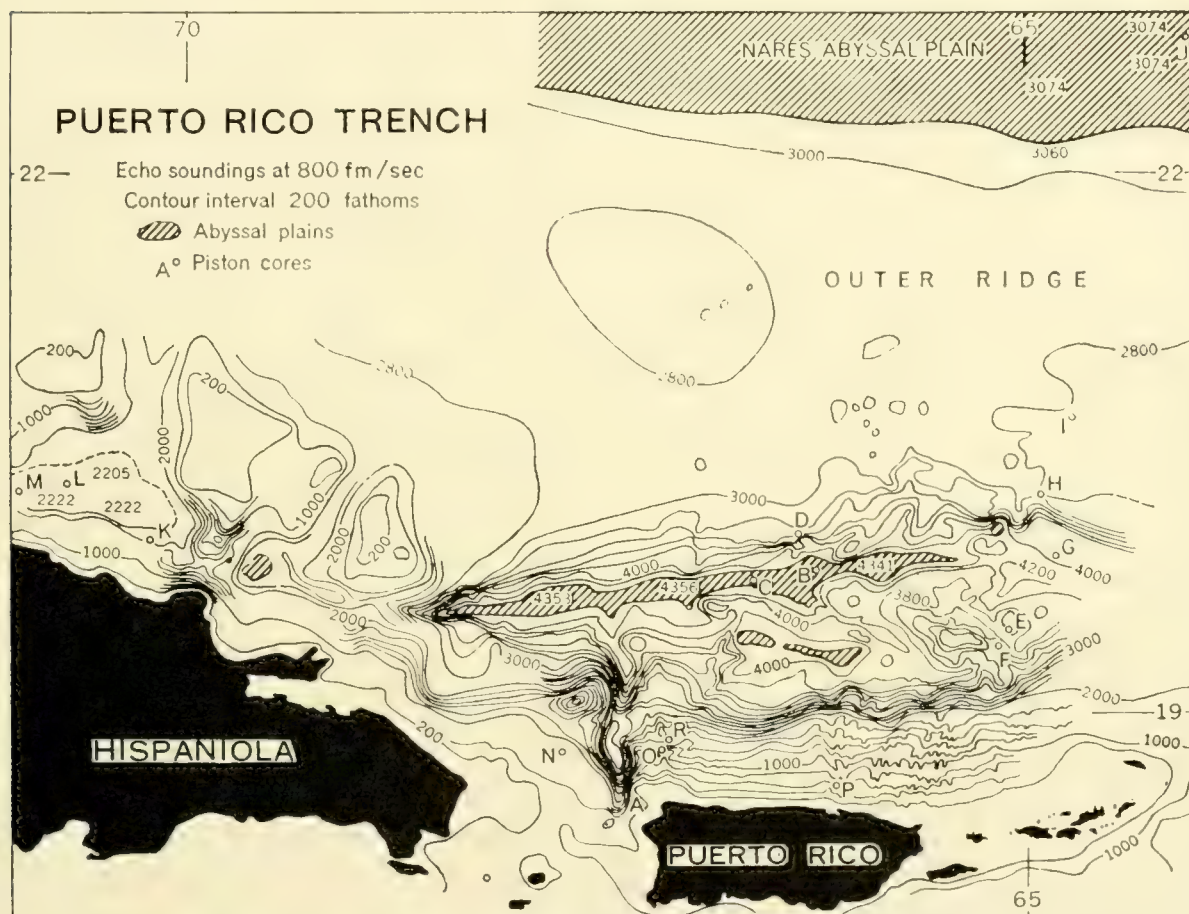 70
65
NARES ABYSSAL PLAIN
3074
3074
3074
3074
J
PUERTO RICO TRENCH
3000
3060
22
22
Echo soundings at 800 fm/sec
Contour interval 200 fathoms
Abyssal plains
A° Piston cores
OUTER RIDGE
200
2800
2800
2800
200
1000
2000
I
1000
M
L
2205
2222
2222
H
3000
K
2000
200
D
1000
G
4000
4000
4200
B
4341
C
4356
4353
3800
2000
4000
E
3000
F
3000
4000
2000
19
200
R
1000
HISPANIOLA
N°
O
1000
P
A
PUERTO RICO
1000
65